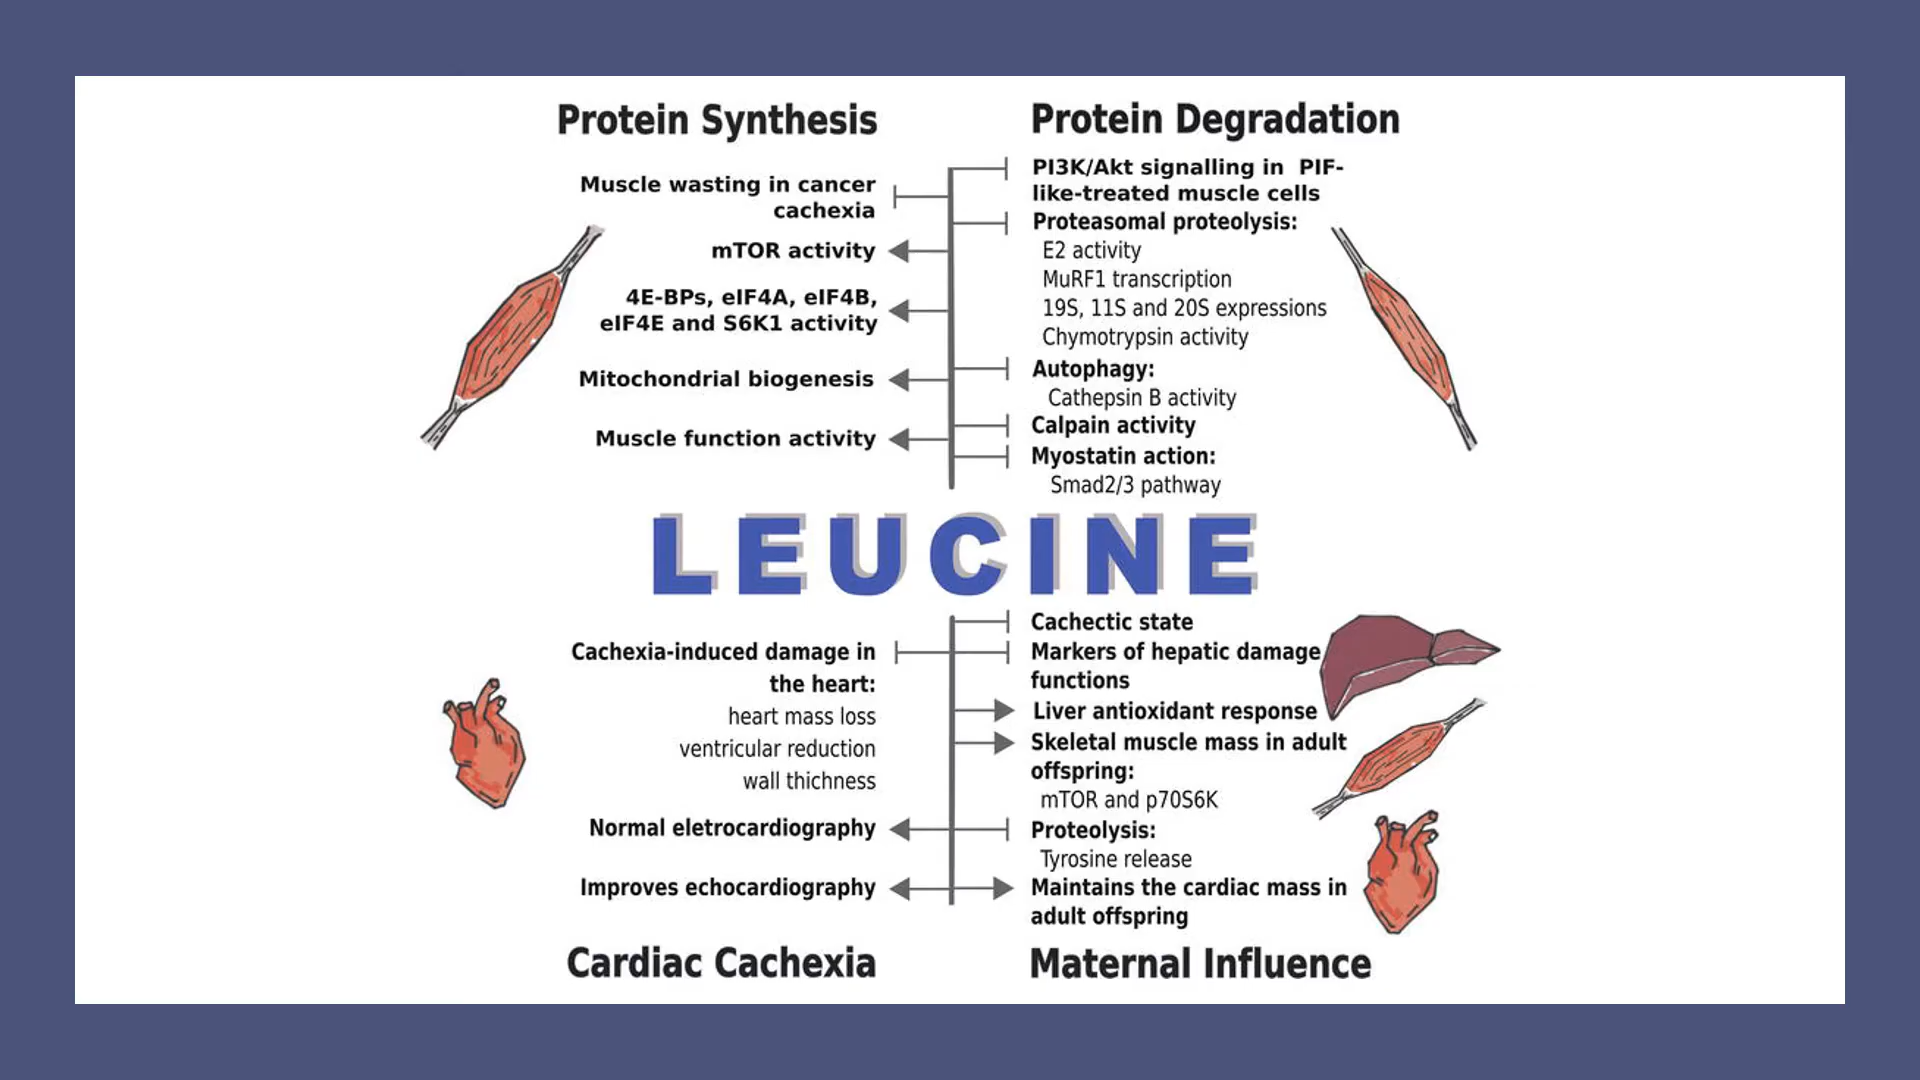 Protein Synthesis
Muscle wasting in cancer
cachexia
mTOR activity
4E-BPs, eIF4A, eIF4B,
eIF4E and S6K1 activity
Mitochondrial biogenesis
Muscle function activity
Protein Degradation
PI3K/Akt signalling in PIF-
like-treated muscle cells
Proteasomal proteolysis:
E2 activity
MuRF1 transcription
19S, 11S and 20S expressions
Chymotrypsin activity
Autophagy:
Cathepsin B activity
Calpain activity
Myostatin action:
Smad2/3 pathway
LEUCINE
Cachexia-induced damage in
the heart:
heart mass loss
ventricular reduction
wall thichness
Normal eletrocardiography
Improves echocardiography
Cardiac Cachexia
Cachectic state
Markers of hepatic damage
functions
Liver antioxidant response
Skeletal muscle mass in adult
offspring:
mTOR and p70S6K
Proteolysis:
Tyrosine release
Maintains the cardiac mass in
adult offspring
Maternal Influence